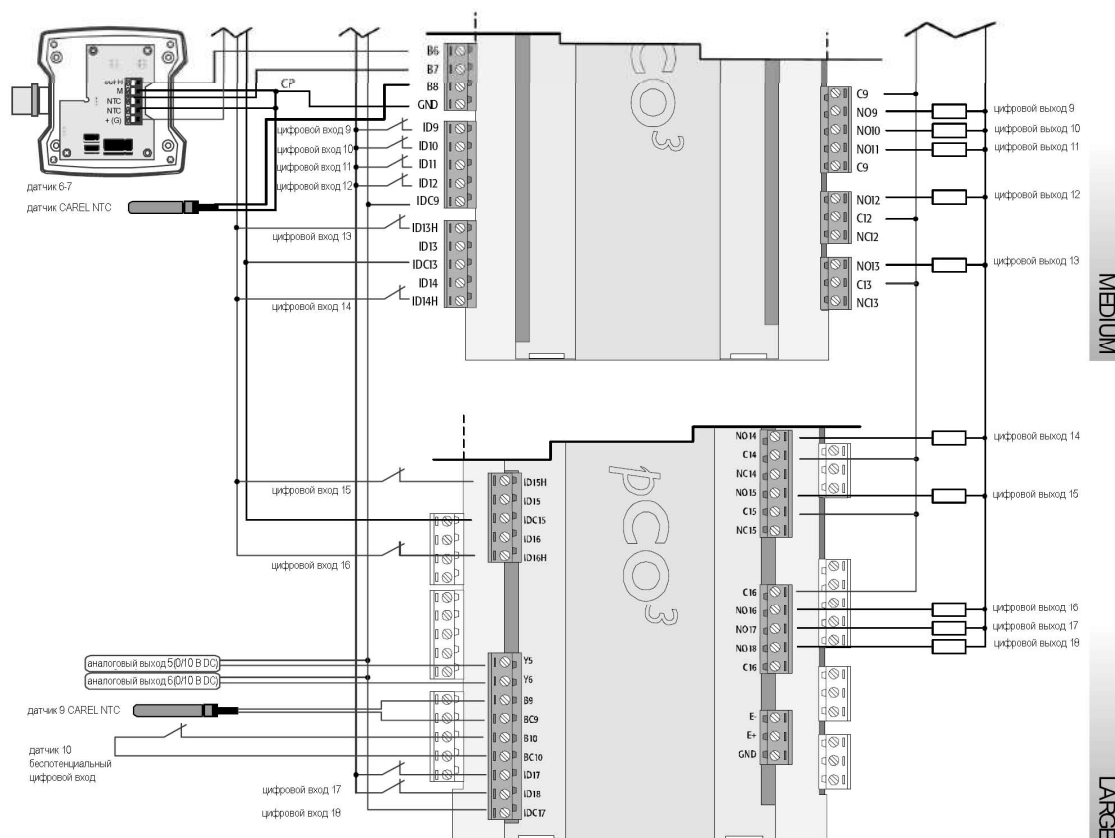 B6
B7
B8
GND
M
NTC
NTC
+ (G)
CP
датчик 6-7
датчик CAREL NTC
цифровой вход 9
цифровой вход 10
цифровой вход 11
цифровой вход 12
цифровой вход 13
цифровой вход 14
ID9
ID10
ID11
ID12
IDC9
ID13H
ID13
IDC13
ID14
ID14H
pCO3
C9
NO9
NO10
NO11
C9
NO12
C12
NC12
NO13
C13
NC13
цифровой выход 9
цифровой выход 10
цифровой выход 11
цифровой выход 12
цифровой выход 13
MEDIUM
цифровой вход 15
цифровой вход 16
ID15H
ID15
IDC15
ID16
ID16H
pCO3
NO14
C14
NC14
NO15
C15
NC15
C16
NO16
NO17
NO18
C16
E-
E+
GND
цифровой выход 14
цифровой выход 15
цифровой выход 16
цифровой выход 17
цифровой выход 18
аналоговый выход 5(0/10 В DC)
аналоговый выход 6(0/10 В DC)
датчик 9 CAREL NTC
датчик 10
беспотенциальный
цифровой вход
цифровой вход 17
цифровой вход 18
Y5
Y6
B9
BC9
B10
BC10
ID17
ID18
IDC17
LARGE